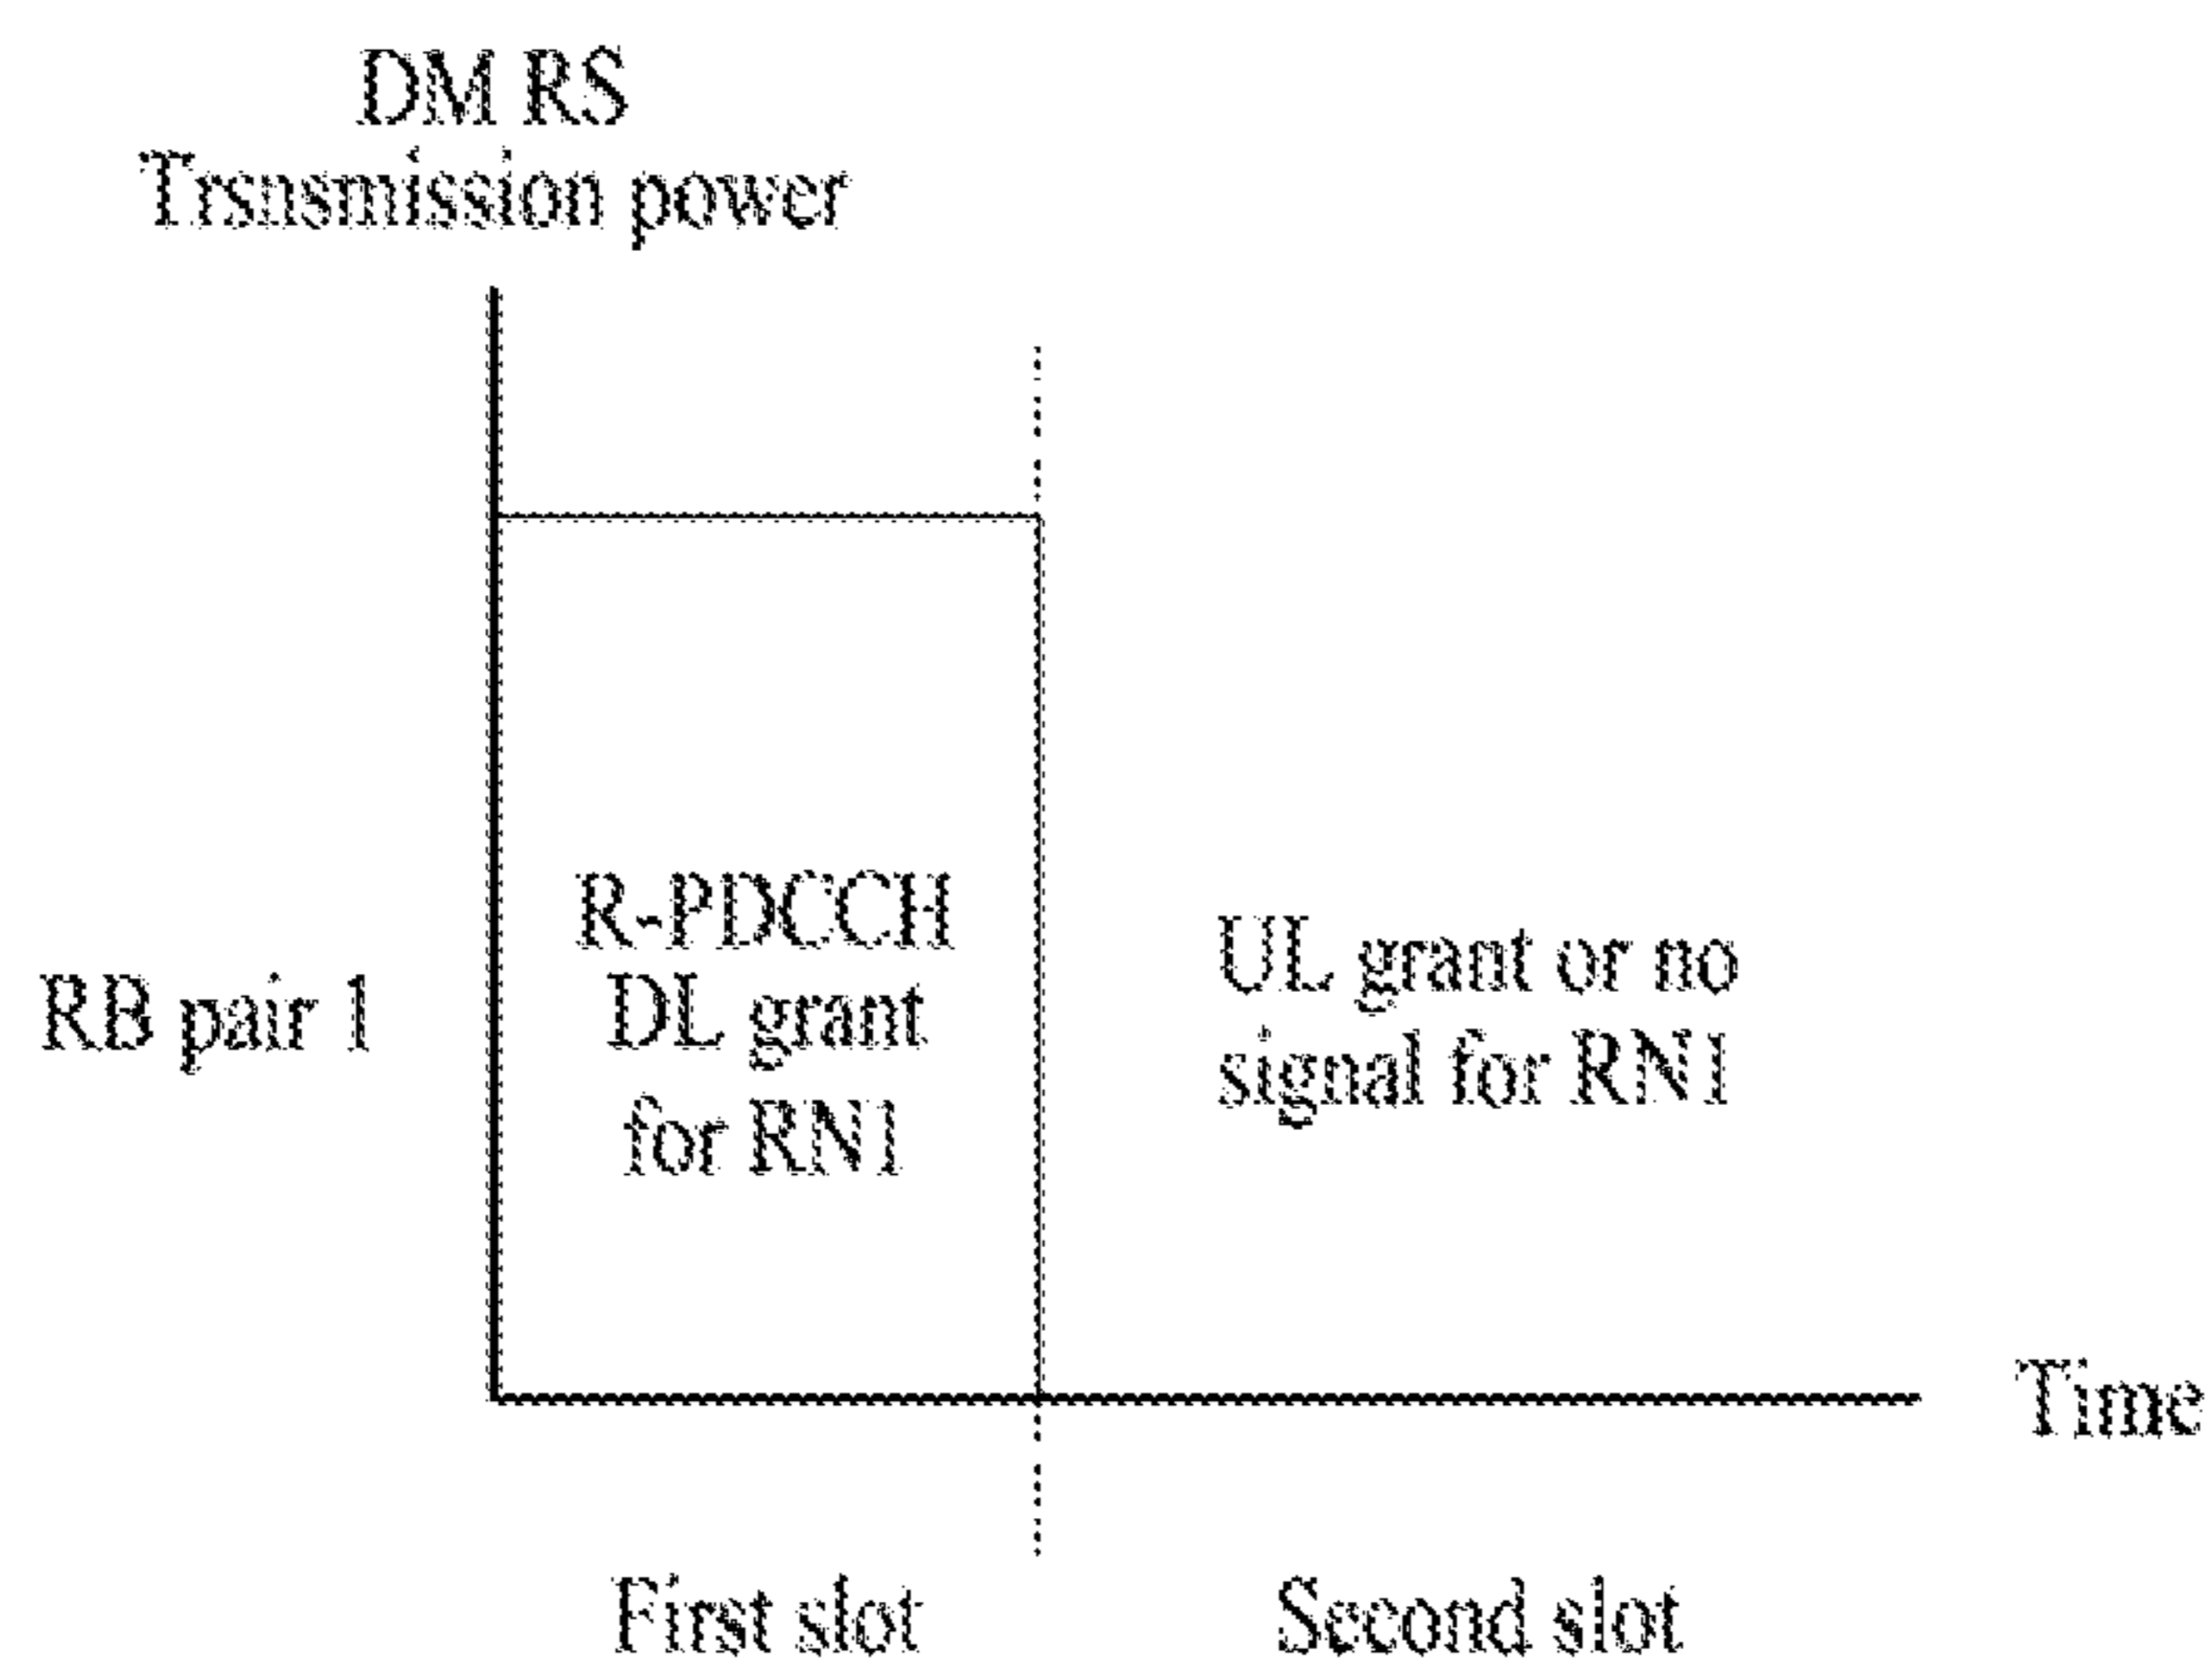 DM RS
Trsnsmission power
R-PDCCH
DL grant
for RN1
UL grant or no
signal for RN1
RB pair 1
Time
First slot
Second slot